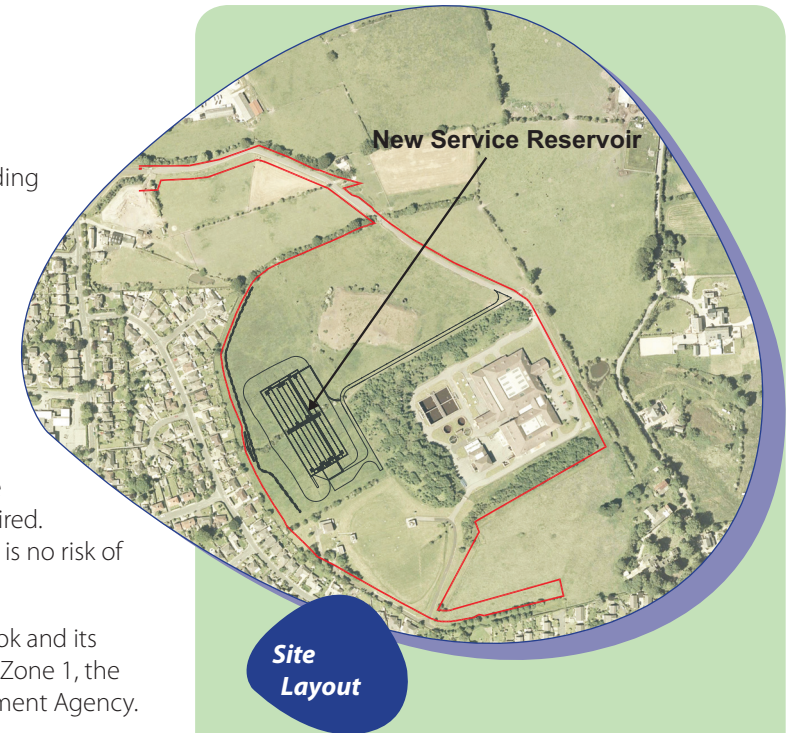 ding
New Service Reservoir
ired.
is no risk of
ok and its
Zone 1, the
ment Agency.
Site
Layout